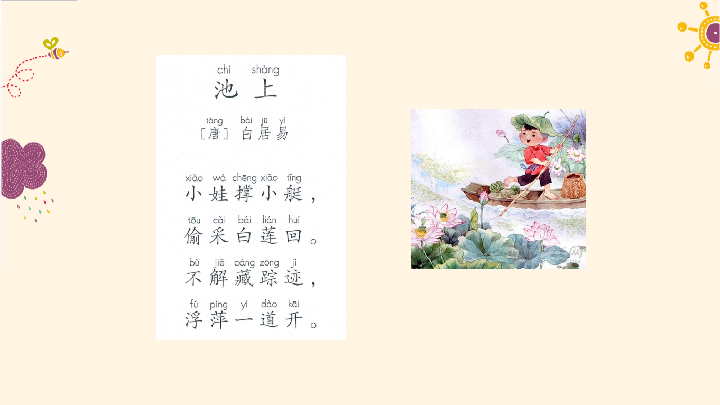 chí shàng
池 上
táng bái jū yì
［唐］白居易
xiǎo wá chēng xiǎo tǐng
小娃撑小艇，
tōu cǎi bái lián huí
偷采白莲回。
bù jiě cáng zōng jì
不解藏踪迹，
fú píng yí dào kāi
浮萍一道开。